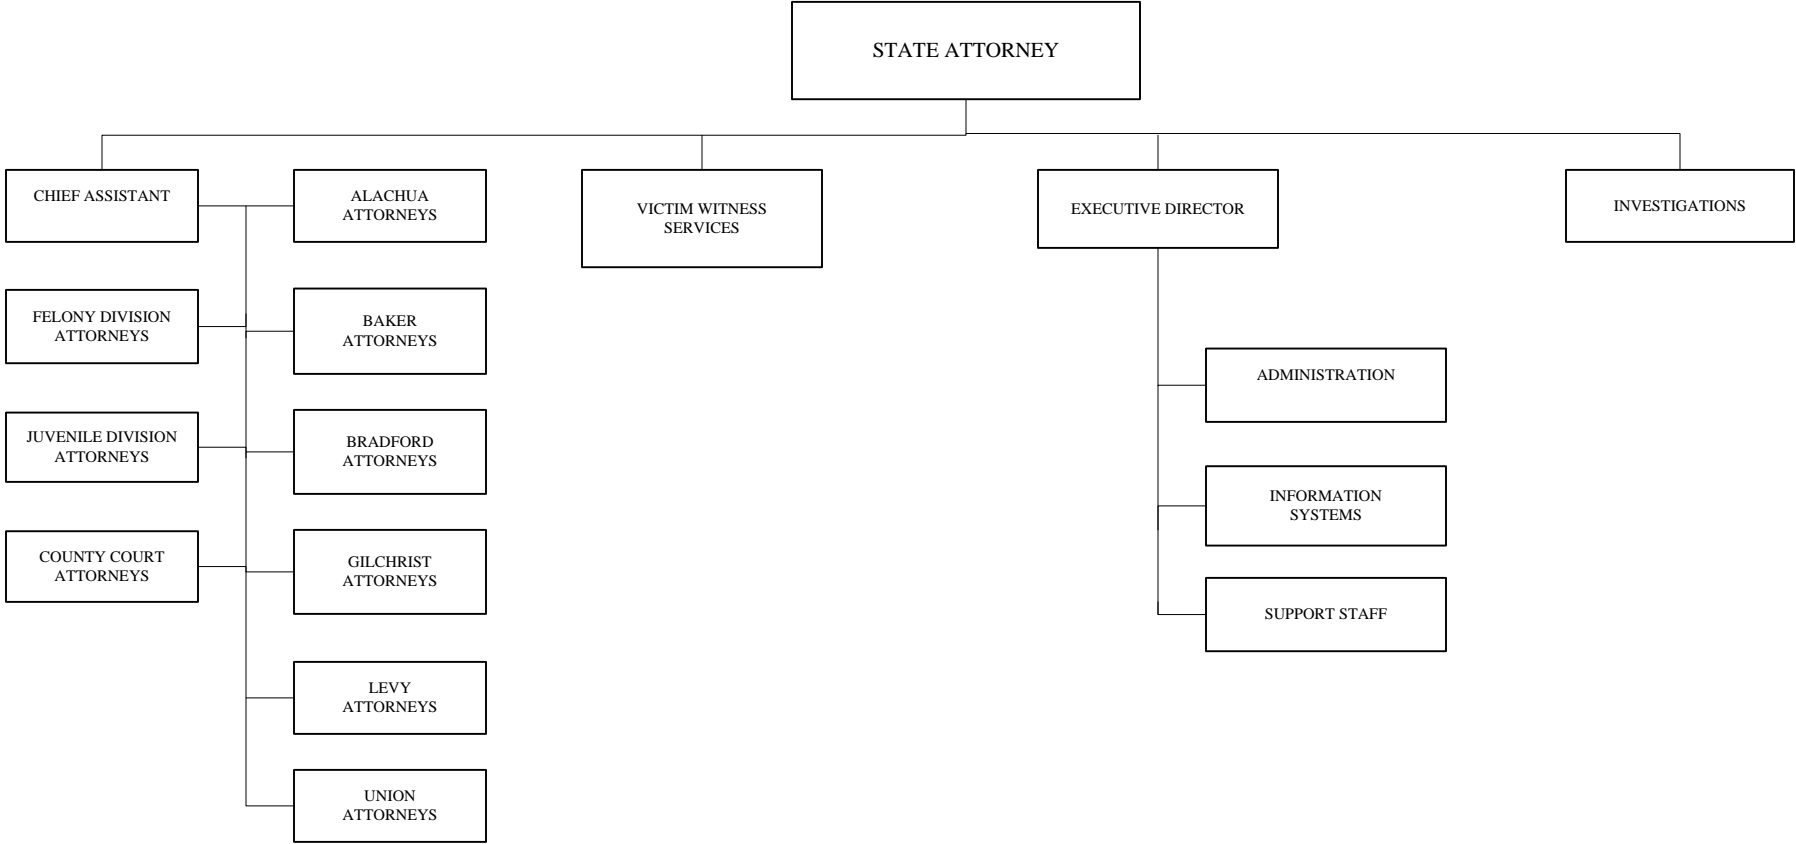 STATE ATTORNEY
CHIEF ASSISTANT
ALACHUA
ATTORNEYS
VICTIM WITNESS
SERVICES
EXECUTIVE DIRECTOR
INVESTIGATIONS
FELONY DIVISION
ATTORNEYS
BAKER
ATTORNEYS
ADMINISTRATION
JUVENILE DIVISION
ATTORNEYS
BRADFORD
ATTORNEYS
INFORMATION
SYSTEMS
COUNTY COURT
ATTORNEYS
GILCHRIST
ATTORNEYS
SUPPORT STAFF
LEVY
ATTORNEYS
UNION
ATTORNEYS